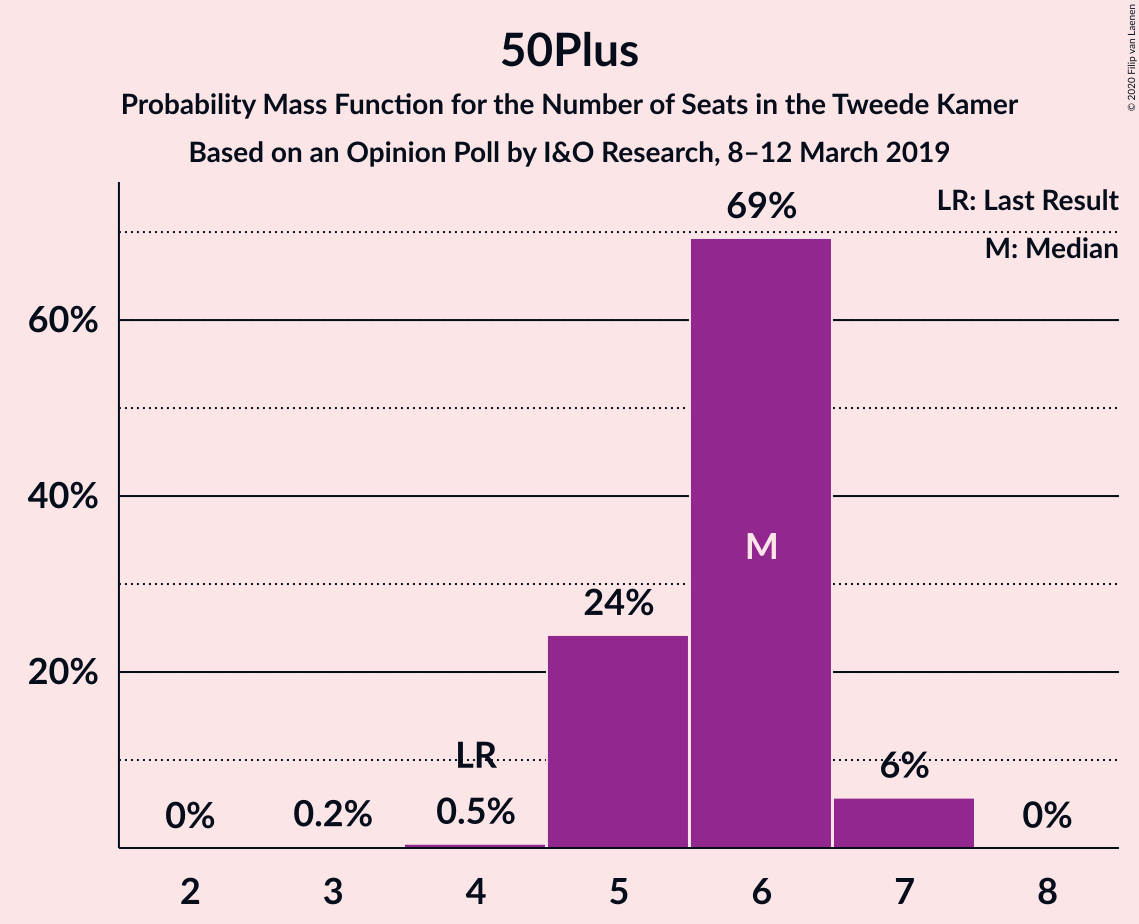 © 2020 Filip van Laenen
50Plus
Probability Mass Function for the Number of Seats in the Tweede Kamer
Based on an Opinion Poll by I&O Research, 8–12 March 2019
LR: Last Result
M: Median
69%
60%
40%
M
24%
20%
LR
6%
0%
0.2%
0.5%
0%
2 3 4 5 6 7 8